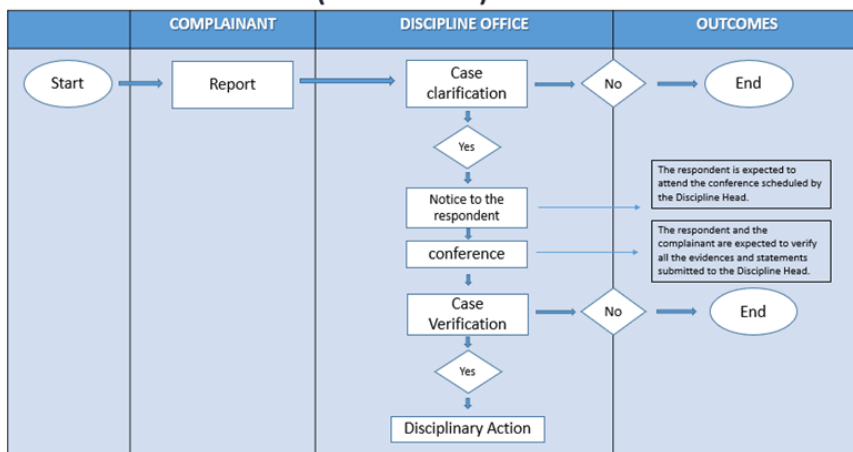 COMPLAINANT
DISCIPLINE OFFICE
OUTCOMES
Start
Report
Case
clarification
No
End
Yes
Notice to the
respondent
The respondent is expected to
attend the conference scheduled by
the Discipline Head.
conference
The respondent and the
complainant are expected to verify
all the evidences and statements
submitted to the Discipline Head.
Case
Verification
No
End
Yes
Disciplinary Action